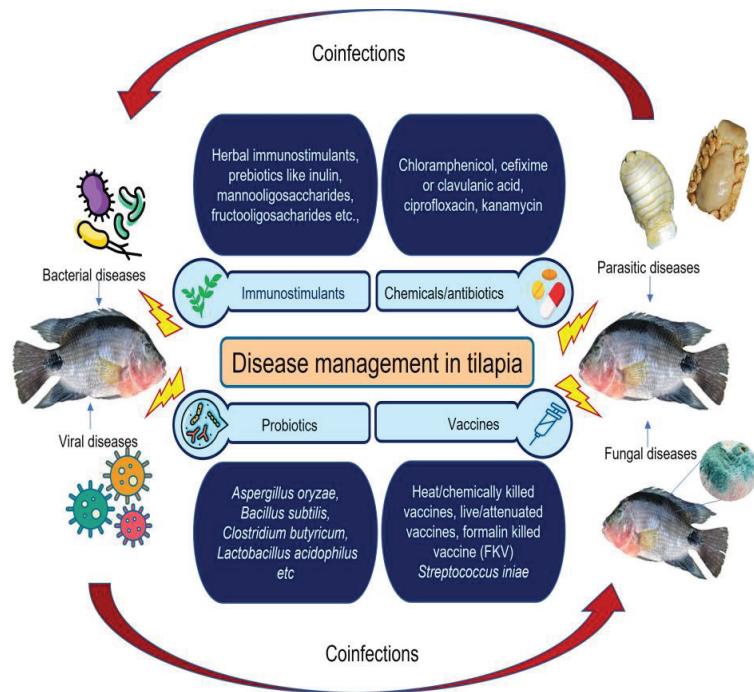 Coinfections
Herbal immunostimulants,
prebiotics like inulin,
mannooligosaccharides,
fructooligosacharides etc.,
Chloramphenicol, cefixime
or clavulanic acid,
ciprofloxacin, kanamycin
Bacterial diseases
Parasitic diseases
Immunostimulants
Chemicals/antibiotics
Disease management in tilapia
Probiotics
Vaccines
Viral diseases
Fungal diseases
Aspergillus oryzae,
Bacillus subtilis,
Clostridium butyricum,
Lactobacillus acidophilus
etc
Heat/chemically killed
vaccines, live/attenuated
vaccines, formalin killed
vaccine (FKV)
Streptococcus iniae
Coinfections